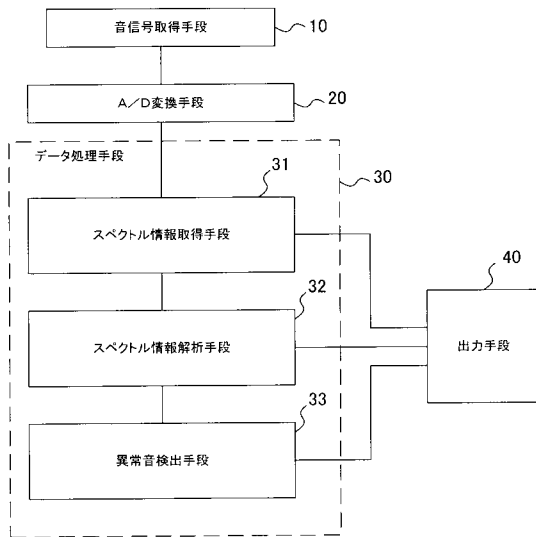 音信号取得手段
10
A/D変換手段
20
データ処理手段
30
31
スペクトル情報取得手段
40
32
スペクトル情報解析手段
出力手段
33
異常音検出手段